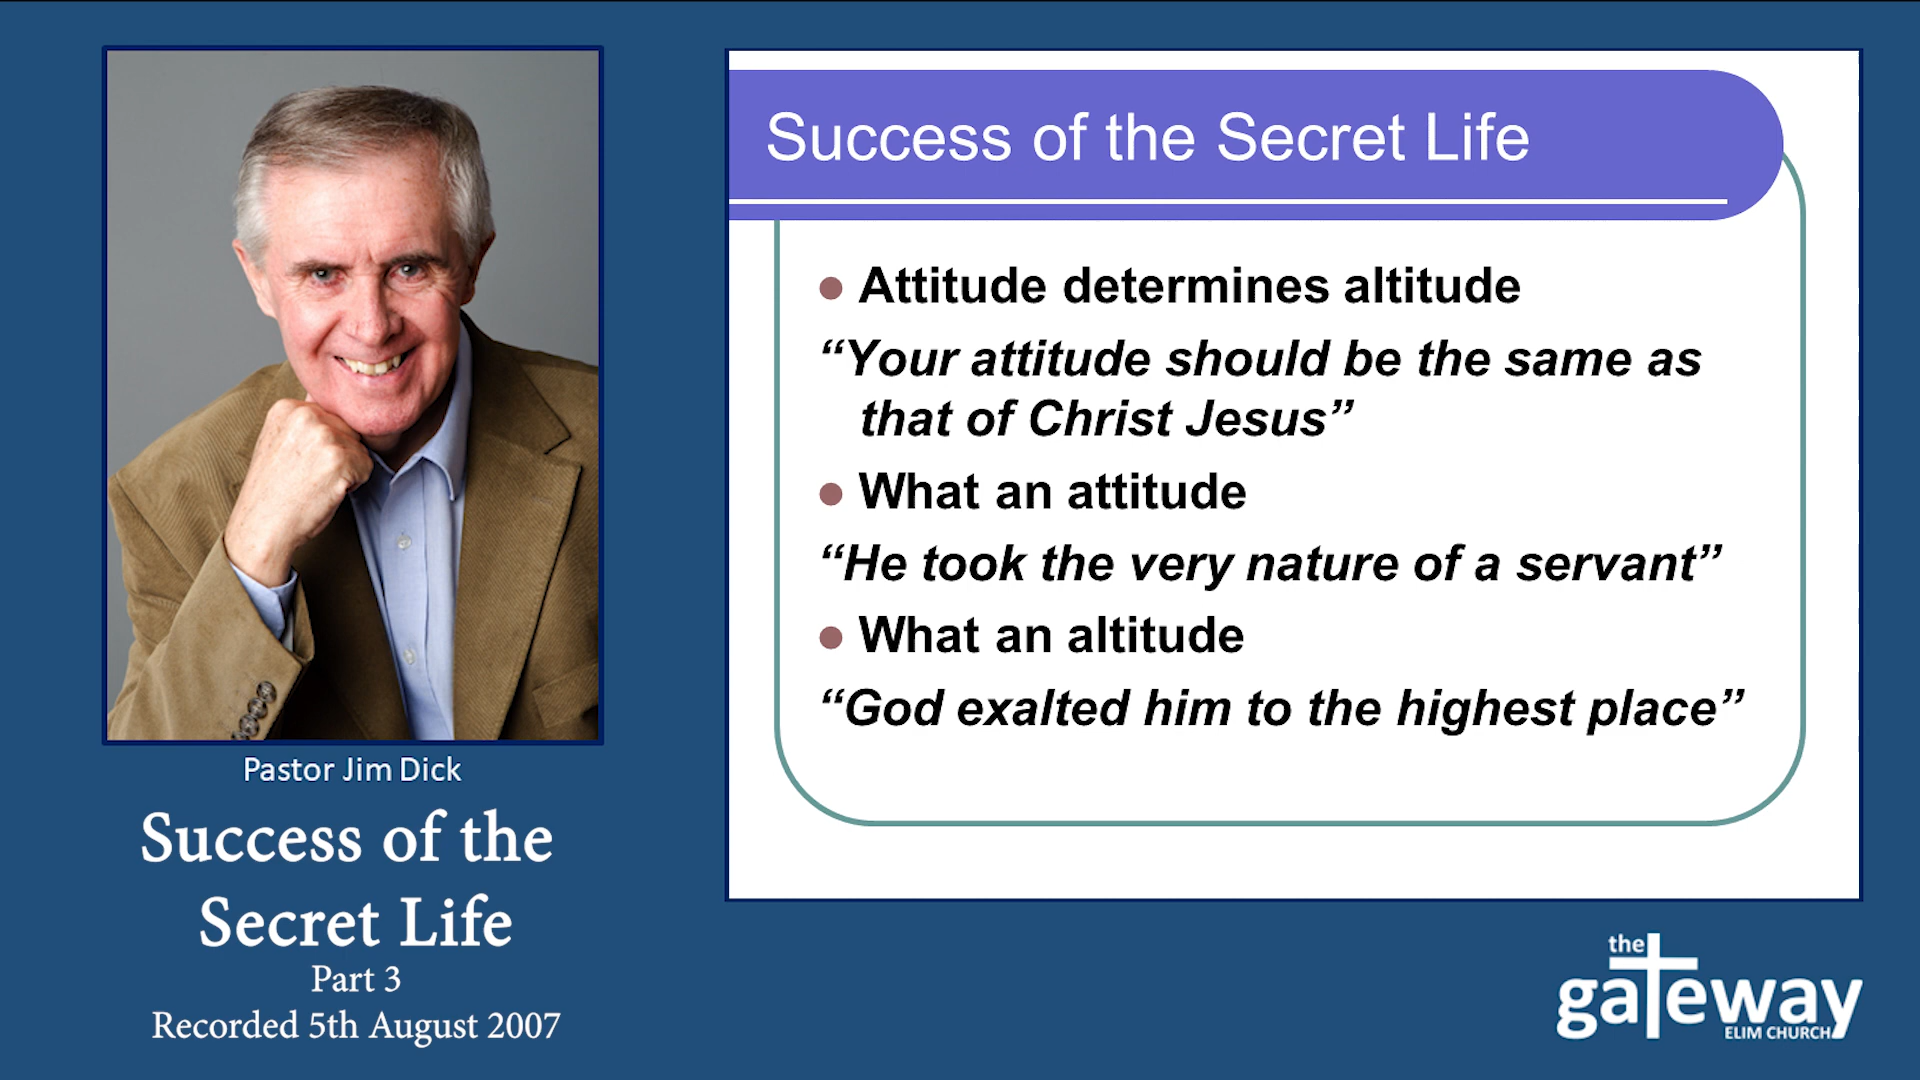 Pastor Jim Dick
Success of the
Secret Life
Part 3
Recorded 5th August 2007
Success of the Secret Life
Attitude determines altitude
“Your attitude should be the same as
that of Christ Jesus”
What an attitude
“He took the very nature of a servant”
What an altitude
“God exalted him to the highest place”
the
gateway
ELIM CHURCH